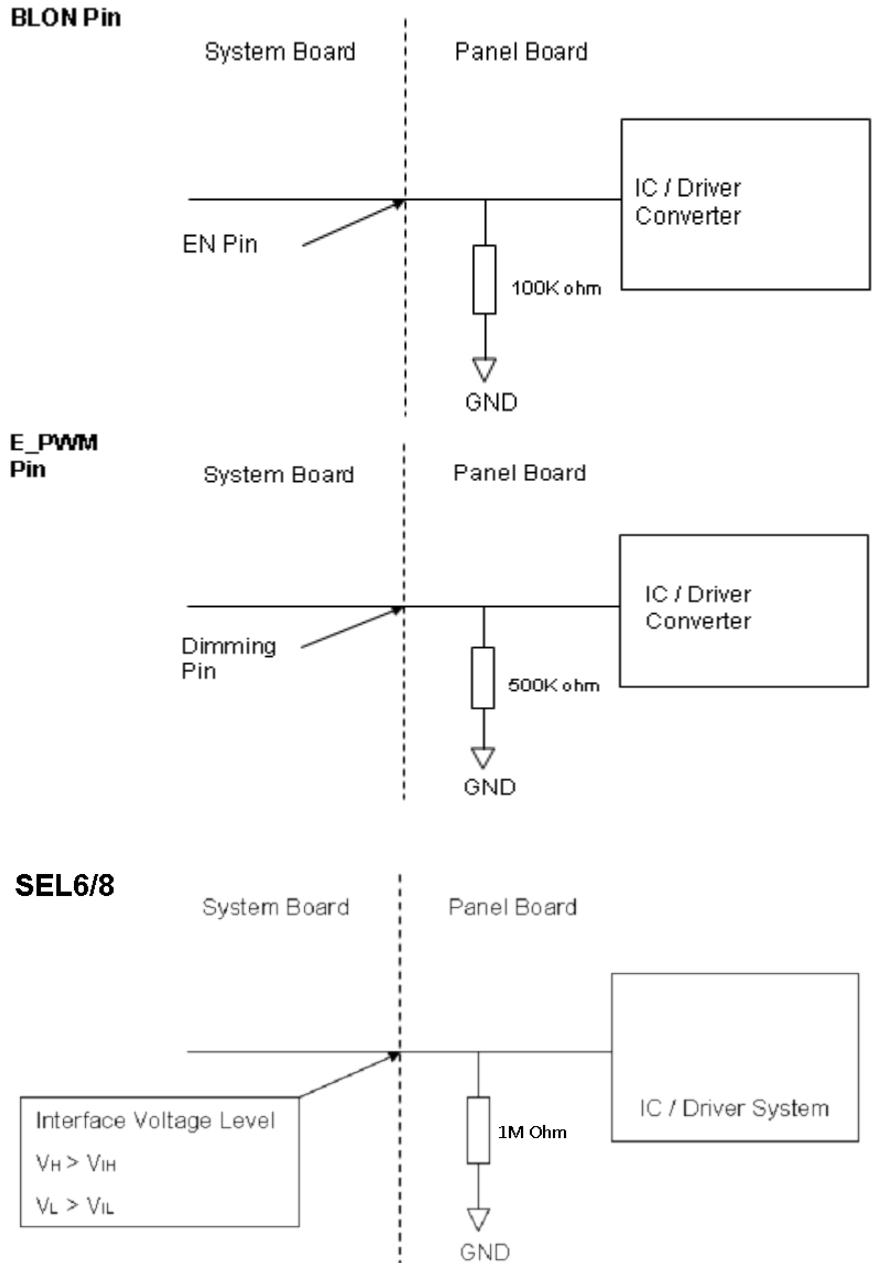 BLON Pin
System Board
Panel Board
IC / Driver
Converter
EN Pin
100K ohm
GND
E_PWM
Pin
System Board
Panel Board
IC / Driver
Converter
Dimming
Pin
500K ohm
GND
SEL6/8
System Board
Panel Board
Interface Voltage Level
VH > VIH
VL > VIL
1M Ohm
IC / Driver System
GND